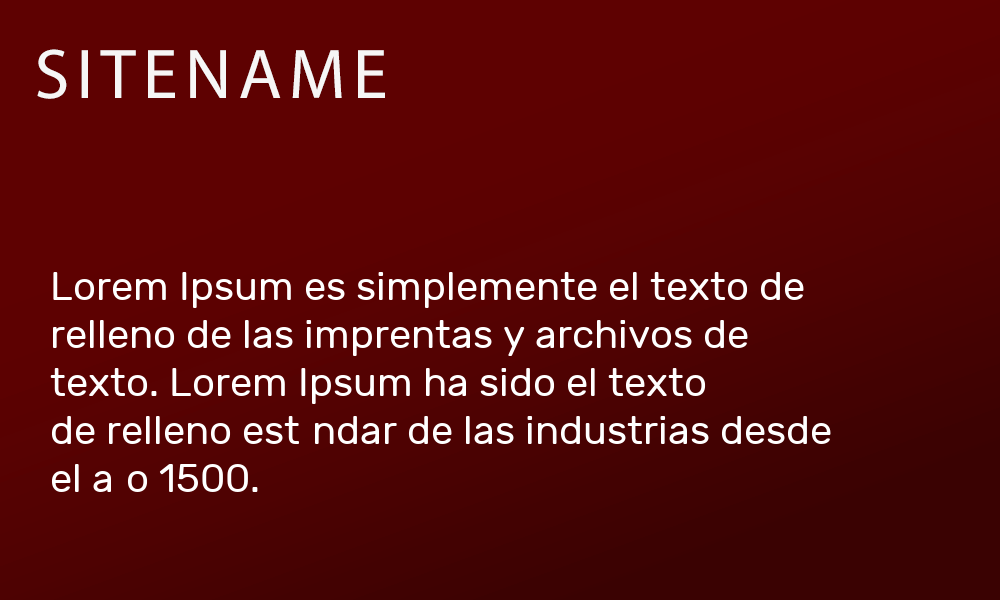 SITENAME
Lorem Ipsum es simplemente el texto de
relleno de las imprentas y archivos de
texto. Lorem Ipsum ha sido el texto
de relleno est ndar de las industrias desde
el a o 1500.